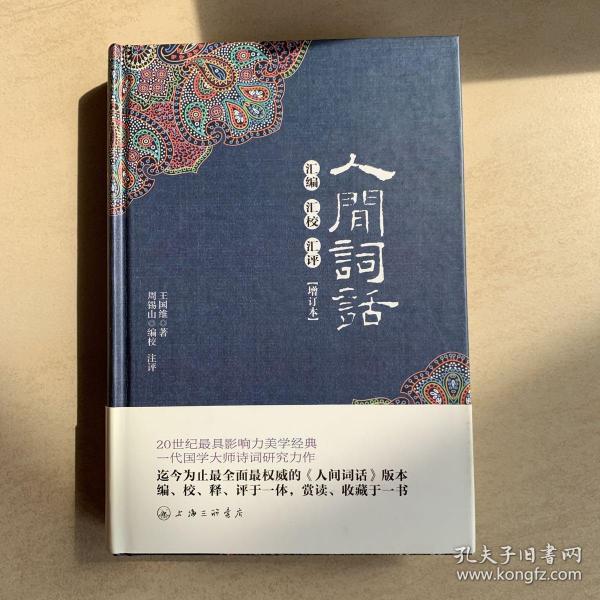 人間詞話
汇编 汇校 汇评
【增订本】
王国维◎著
周锡山◎编校 注评
20世纪最具影响力美学经典
一代国学大师诗词研究力作
迄今为止最全面最权威的《人间词话》版本
编、校、释、评于一体，赏读、收藏于一书
上海三联书店
孔夫子旧书网
www.kongfz.com